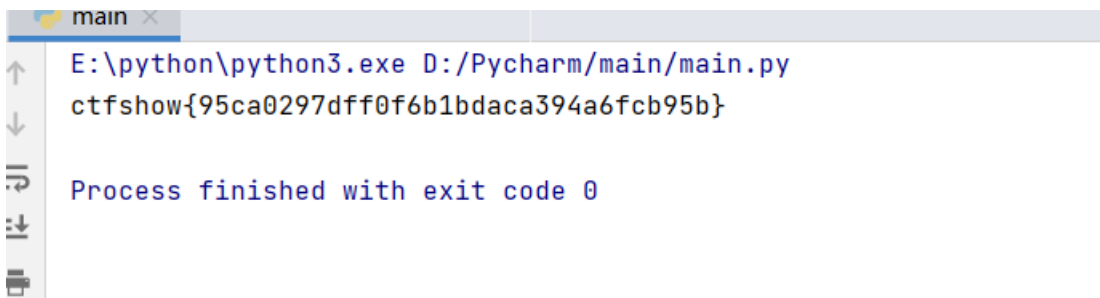 main
E:\python\python3.exe D:/Pycharm/main/main.py
ctfshow{95ca0297dff0f6b1bdaca394a6fcb95b}
Process finished with exit code 0